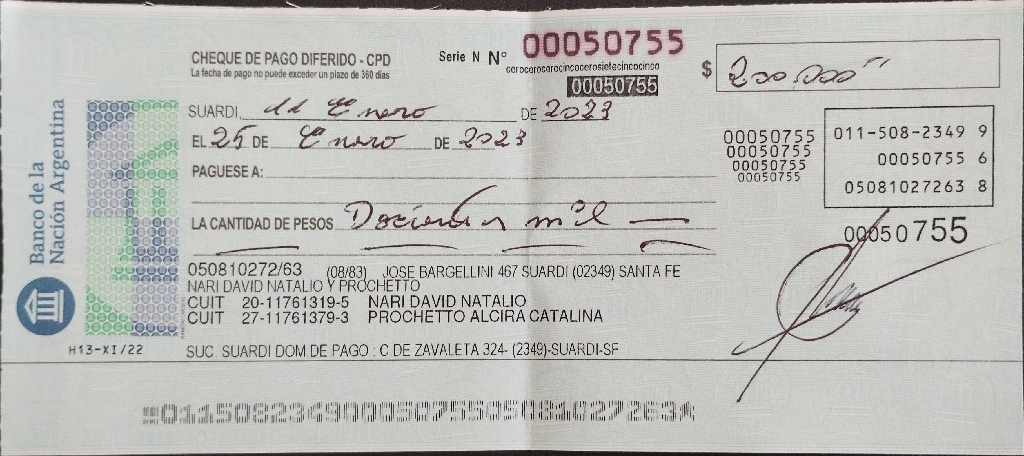 CHEQUE DE PAGO DIFERIDO - CPD
La fecha de pago no puede exceder un plazo de 360 días
Serie N Nº 00050755
cerocerocerocincocerosietecincocinco
00050755
$ 200.000
SUARDI, 11 Enero DE 2023
EL 25 DE Enero DE 2023
PAGUESE A:
LA CANTIDAD DE PESOS Docientos mil
00050755
00050755
00050755
00050755
011-508-2349 9
00050755 6
05081027263 8
00050755
050810272/63 (08/83) JOSE BARGELLINI 467 SUARDI (02349) SANTA FE
NARI DAVID NATALIO Y PROCHETTO
CUIT 20-11761319-5 NARI DAVID NATALIO
CUIT 27-11761379-3 PROCHETTO ALCIRA CATALINA
SUC. SUARDI DOM DE PAGO : C DE ZAVALETA 324- (2349)-SUARDI-SF
Banco de la
Nación Argentina
H13-XI/22
01150823490005075505081027263